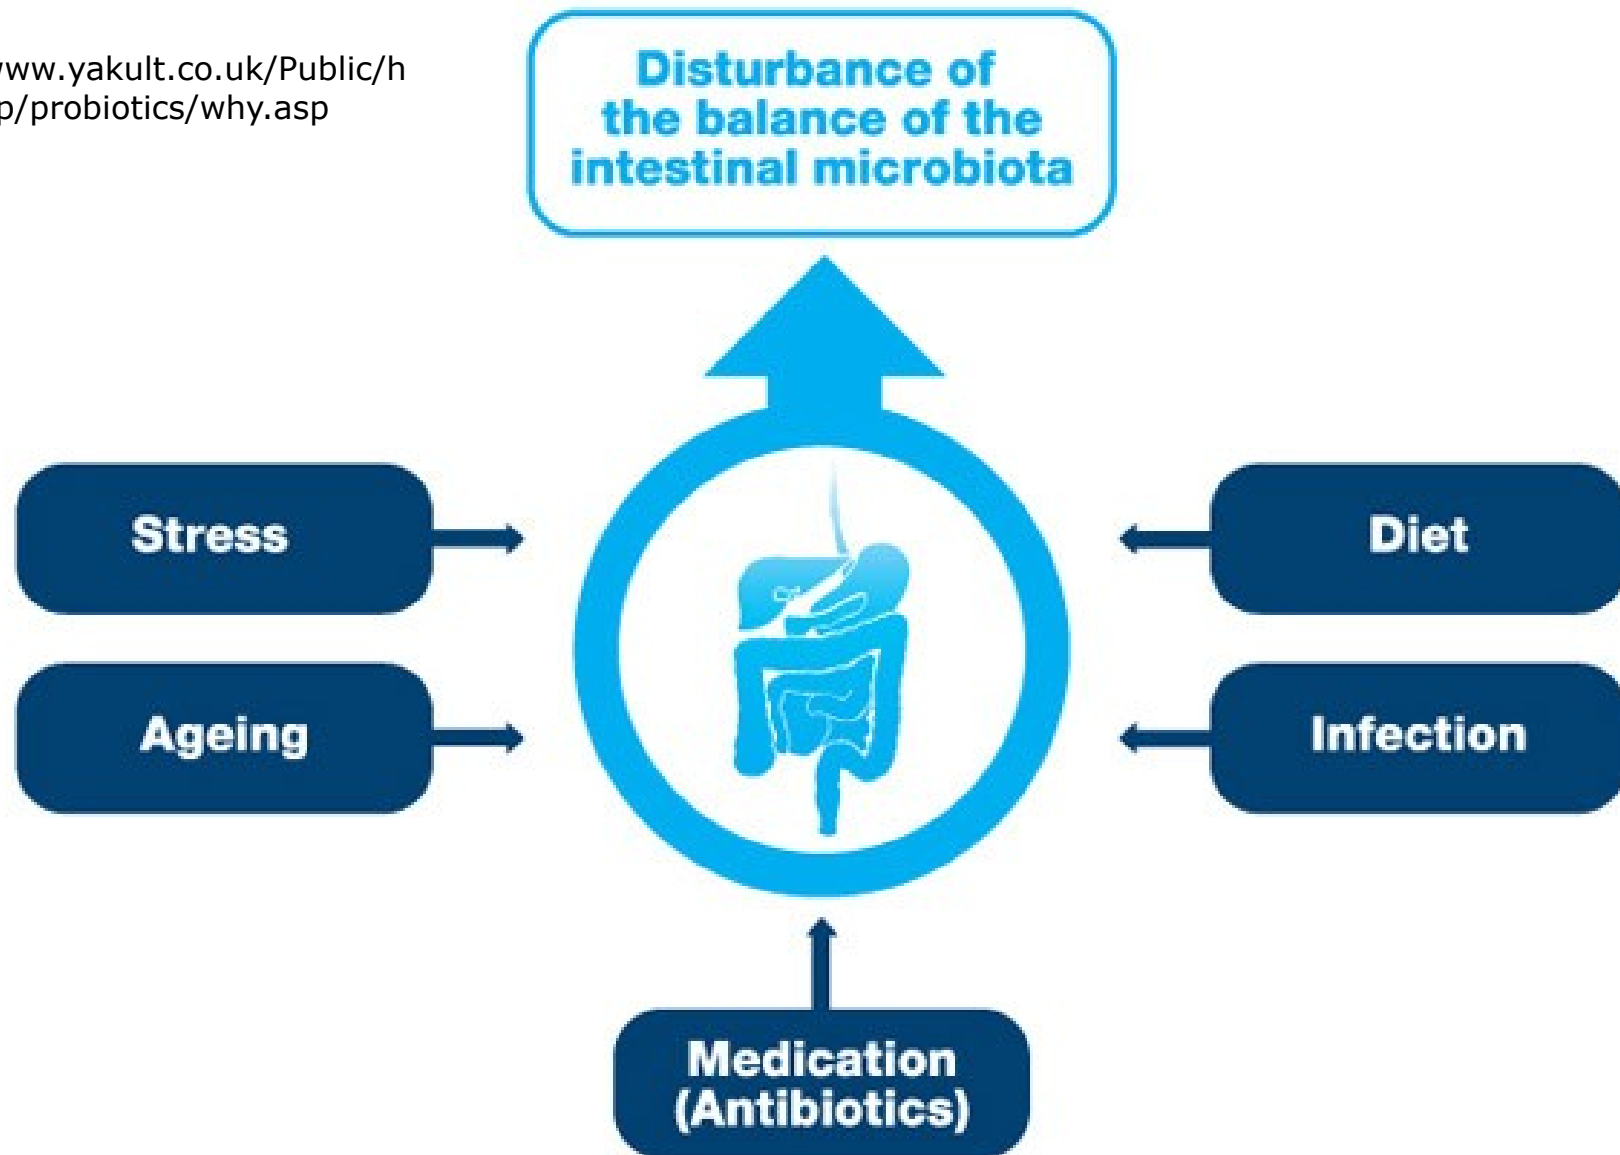 www.yakult.co.uk/Public/h
p/probiotics/why.asp
Disturbance of
the balance of the
intestinal microbiota
Stress
Diet
Ageing
Infection
Medication
(Antibiotics)